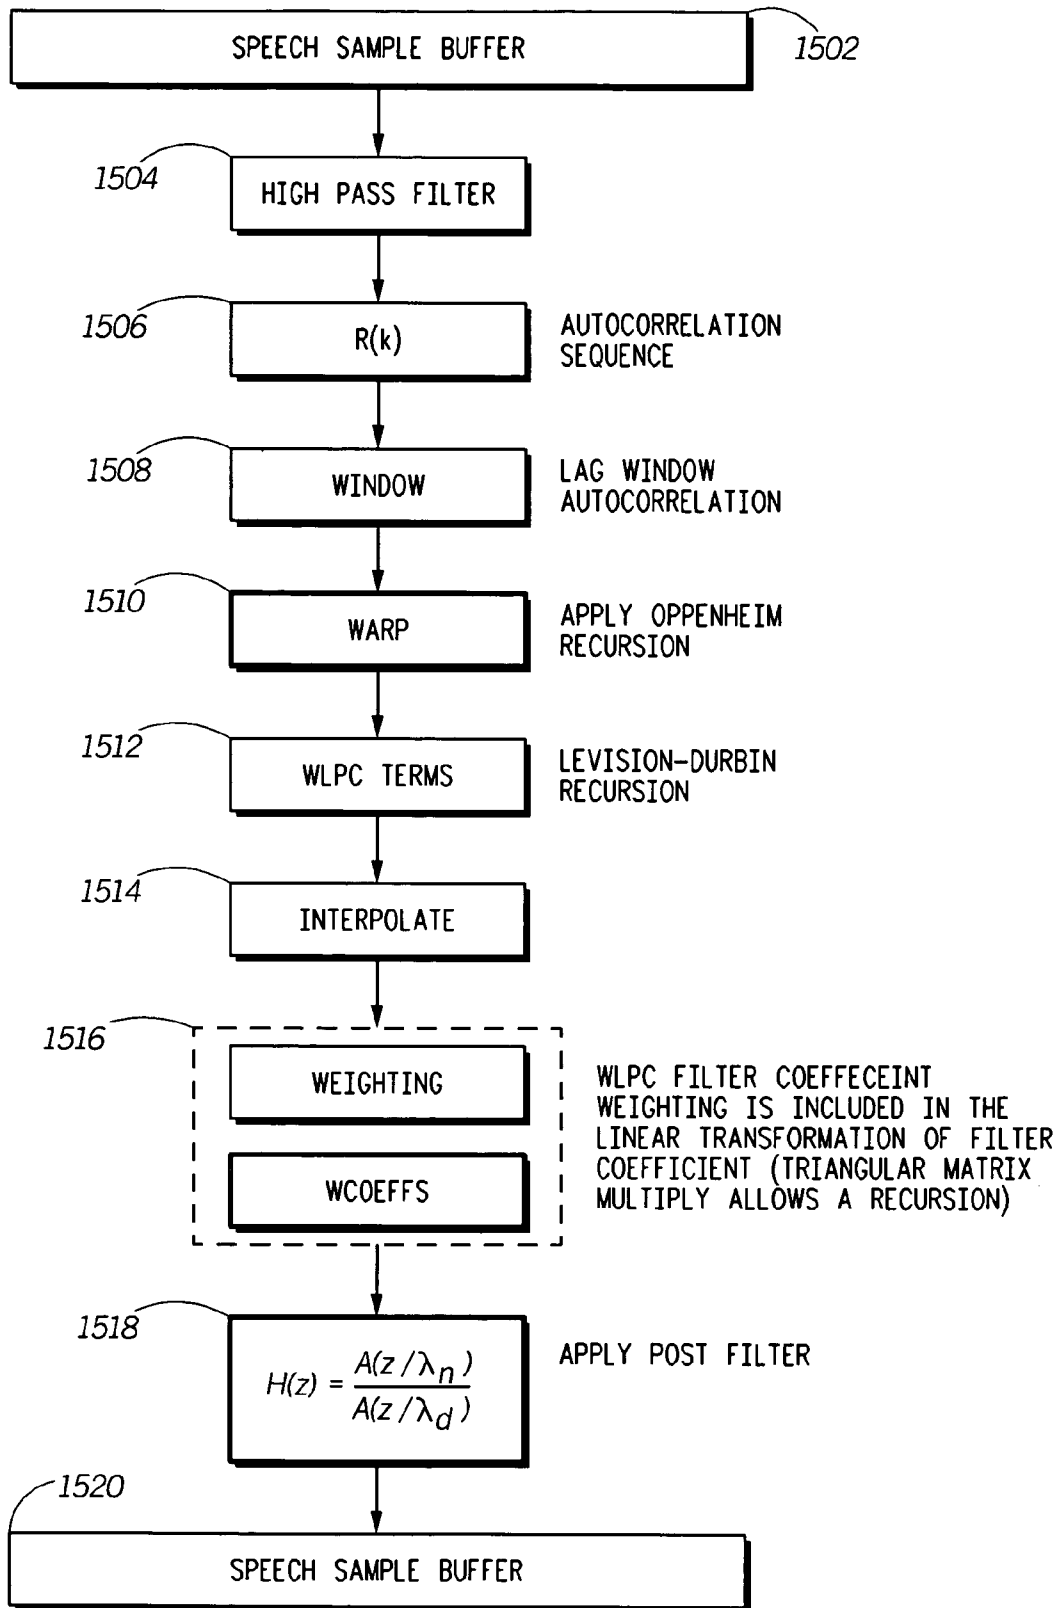 SPEECH SAMPLE BUFFER
1502
1504
HIGH PASS FILTER
1506
R(k)
AUTOCORRELATION
SEQUENCE
1508
WINDOW
LAG WINDOW
AUTOCORRELATION
1510
WARP
APPLY OPPENHEIM
RECURSION
1512
WLPC TERMS
LEVISION-DURBIN
RECURSION
1514
INTERPOLATE
1516
WEIGHTING
WCOEFFS
WLPC FILTER COEFFECEINT
WEIGHTING IS INCLUDED IN THE
LINEAR TRANSFORMATION OF FILTER
COEFFICIENT (TRIANGULAR MATRIX
MULTIPLY ALLOWS A RECURSION)
1518
H(z) = A(z/λn) / A(z/λd)
APPLY POST FILTER
1520
SPEECH SAMPLE BUFFER